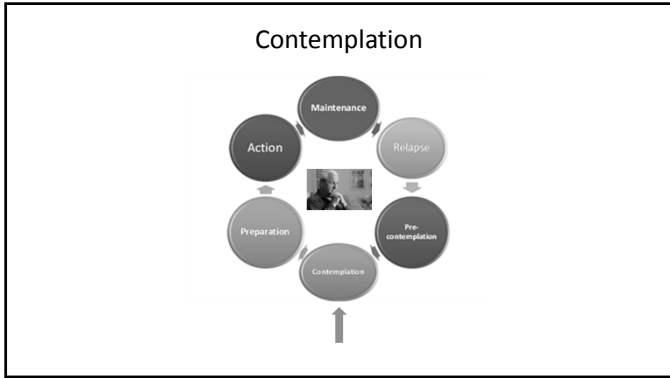 Contemplation
Maintenance
Action
Relapse
Preparation
Pre-
contemplation
Contemplation